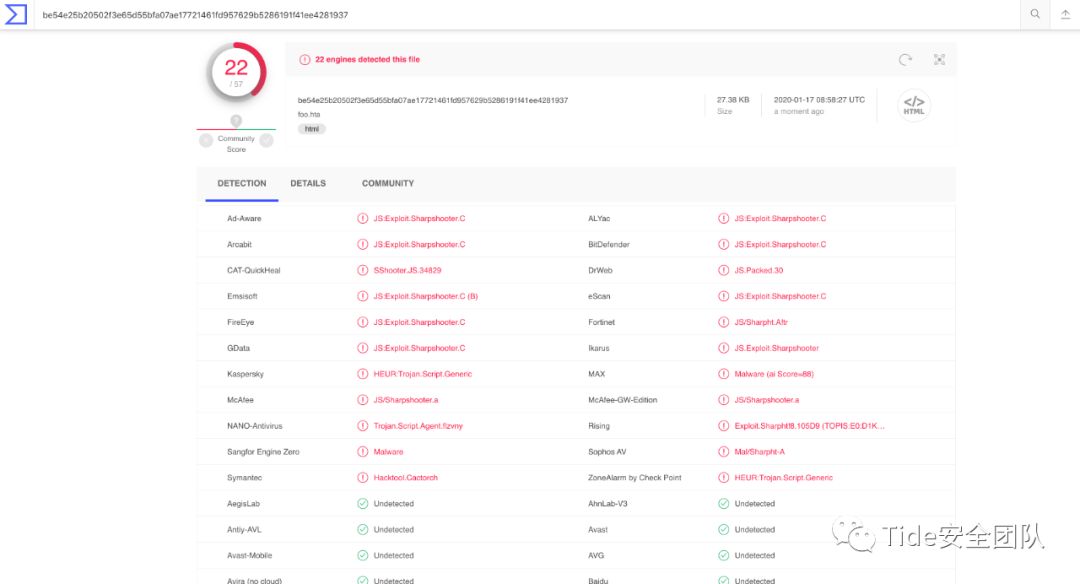 be54e25b20502f3e65d55bfa07ae17721461fd957629b5286191f41ee4281937
22
/ 57
22 engines detected this file
be54e25b20502f3e65d55bfa07ae17721461fd957629b5286191f41ee4281937
foo.hta
html
27.38 KB
Size
2020-01-17 08:58:27 UTC
a moment ago
</>
HTML
?
Community
Score
DETECTION DETAILS COMMUNITY
Ad-Aware JS:Exploit.Sharpshooter.C ALYac JS:Exploit.Sharpshooter.C
Arcabit JS:Exploit.Sharpshooter.C BitDefender JS:Exploit.Sharpshooter.C
CAT-QuickHeal SShooter.JS.34829 DrWeb JS.Packed.30
Emsisoft JS:Exploit.Sharpshooter.C (B) eScan JS:Exploit.Sharpshooter.C
FireEye JS:Exploit.Sharpshooter.C Fortinet JS/Sharpht.A!tr
GData JS:Exploit.Sharpshooter.C Ikarus JS.Exploit.Sharpshooter
Kaspersky HEUR:Trojan.Script.Generic MAX Malware (ai Score=88)
McAfee JS/Sharpshooter.a McAfee-GW-Edition JS/Sharpshooter.a
NANO-Antivirus Trojan.Script.Agent.fizvny Rising Exploit.Sharpht!8.105D9 (TOPIS:E0:D1K...
Sangfor Engine Zero Malware Sophos AV Mal/Sharpht-A
Symantec Hacktool.Cactorch ZoneAlarm by Check Point HEUR:Trojan.Script.Generic
AegisLab Undetected AhnLab-V3 Undetected
Antiy-AVL Undetected Avast Undetected
Avast-Mobile Undetected AVG Undetected
Avira (no cloud) Undetected Baidu Undetected
Tide安全团队